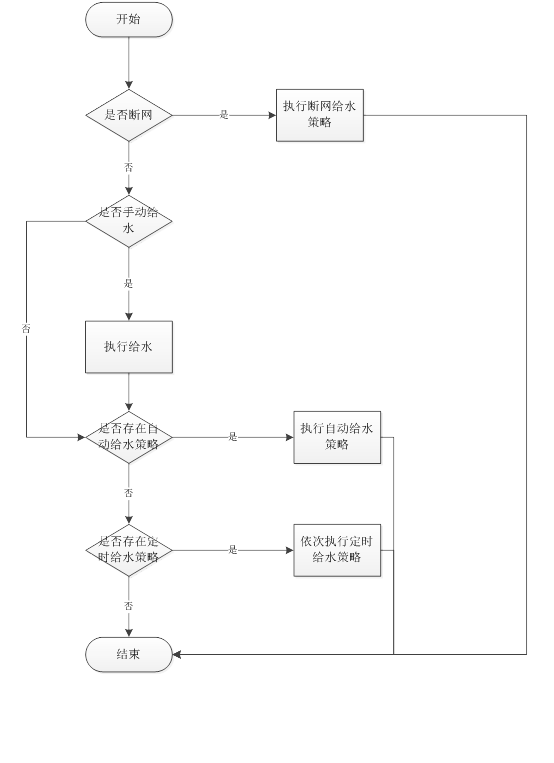 开始
是否断网
是
执行断网给水
策略
否
是否手动给
水
否
是
执行给水
是否存在自
动给水策略
是
执行自动给水
策略
否
是否存在定
时给水策略
是
依次执行定时
给水策略
否
结束